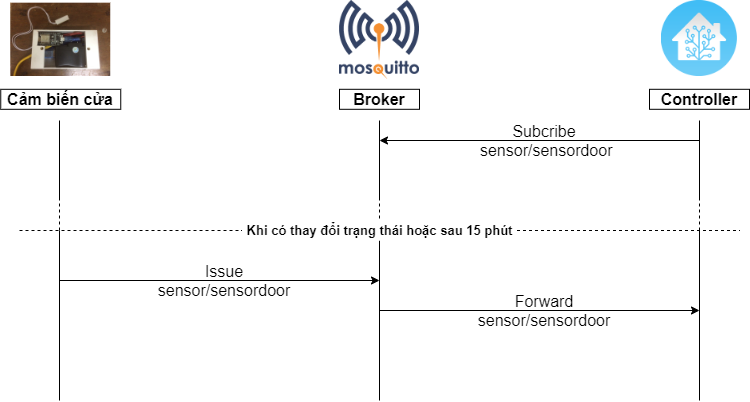 mosquitto
Cảm biến cửa
Broker
Controller
Subcribe
sensor/sensordoor
Khi có thay đổi trạng thái hoặc sau 15 phút
Issue
sensor/sensordoor
Forward
sensor/sensordoor